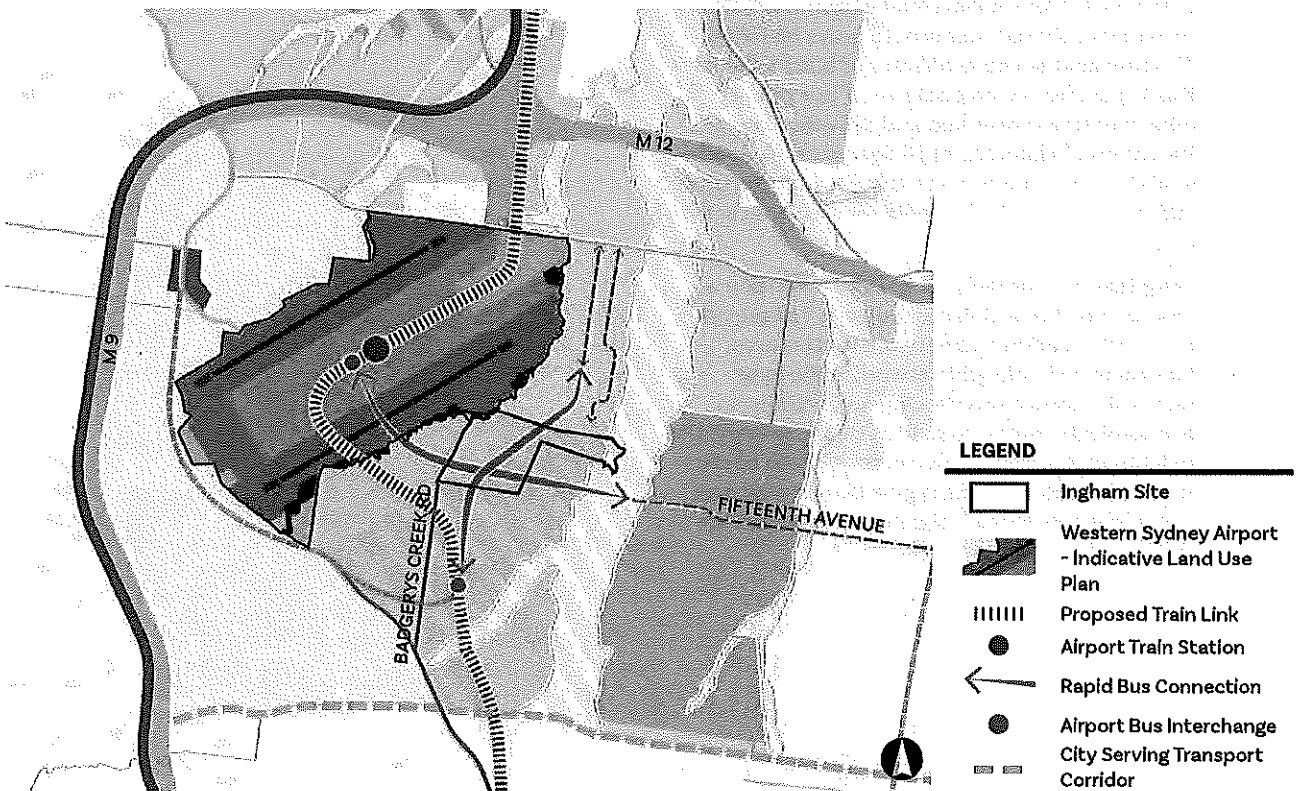 M 12
M 9
BADGERYS CREEK RD
FIFTEENTH AVENUE
LEGEND
Ingham Site
Western Sydney Airport
- Indicative Land Use
Plan
Proposed Train Link
Airport Train Station
Rapid Bus Connection
Airport Bus Interchange
City Serving Transport
Corridor